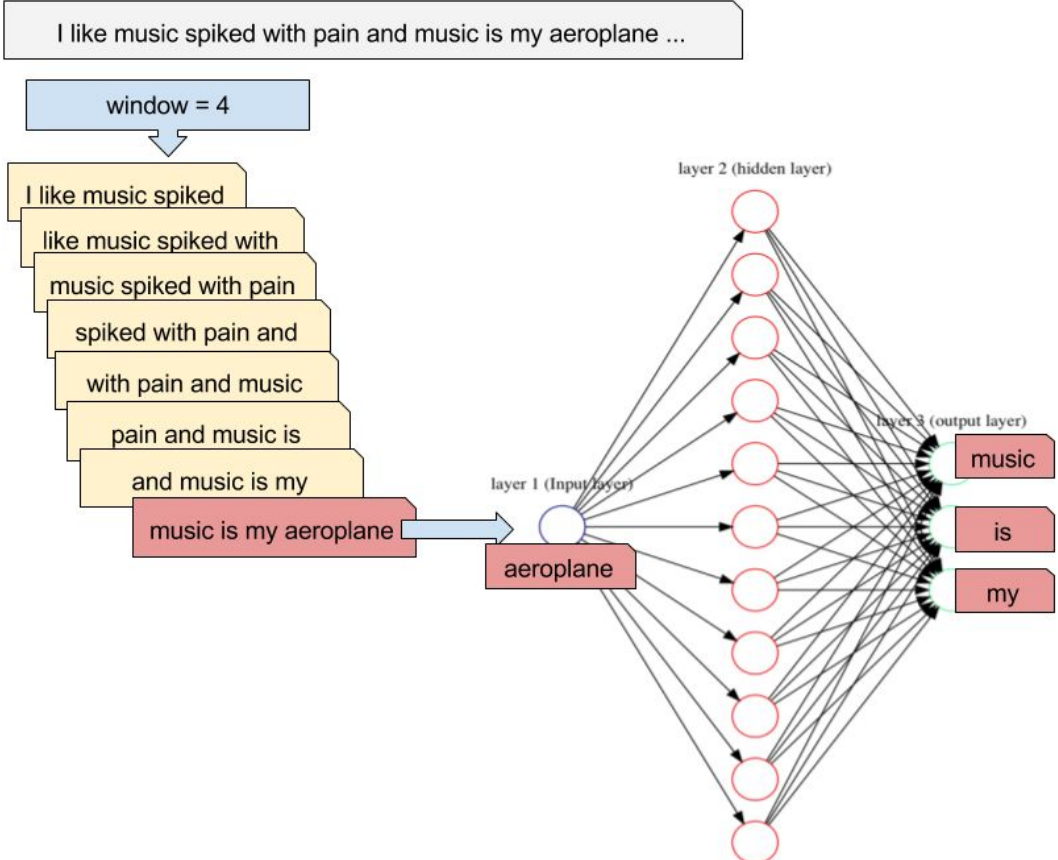 I like music spiked with pain and music is my aeroplane ...
window = 4
I like music spiked
like music spiked with
music spiked with pain
spiked with pain and
with pain and music
pain and music is
and music is my
music is my aeroplane
layer 1 (Input layer)
aeroplane
layer 2 (hidden layer)
layer 3 (output layer)
music
is
my